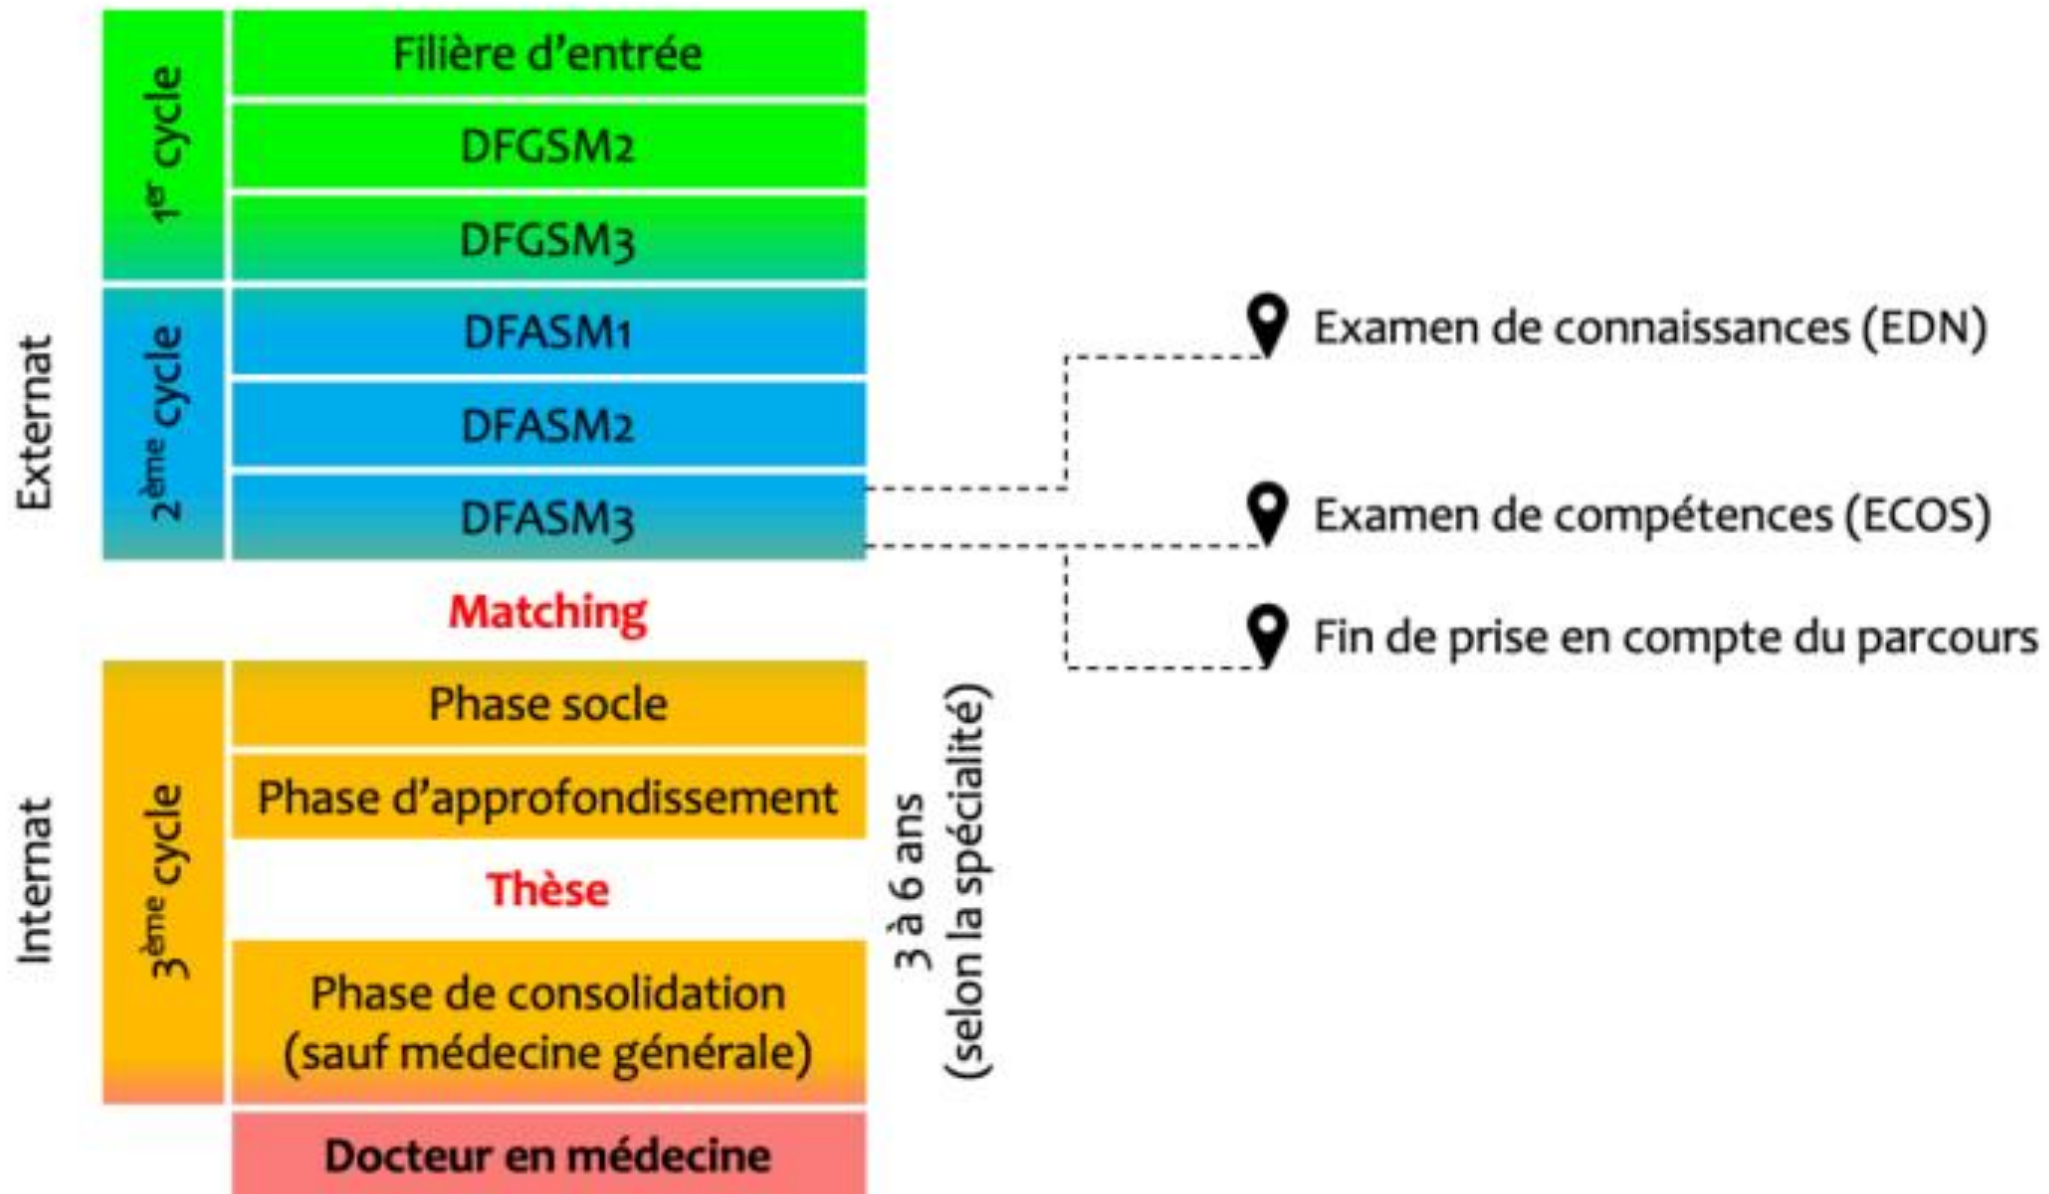 1er cycle
Filière d'entrée
DFGSM2
DFGSM3
Externat
2ème cycle
DFASM1
DFASM2
DFASM3
Examen de connaissances (EDN)
Examen de compétences (ECOS)
Fin de prise en compte du parcours
Matching
Internat
3ème cycle
Phase socle
Phase d'approfondissement
Thèse
Phase de consolidation
(sauf médecine générale)
3 à 6 ans
(selon la spécialité)
Docteur en médecine